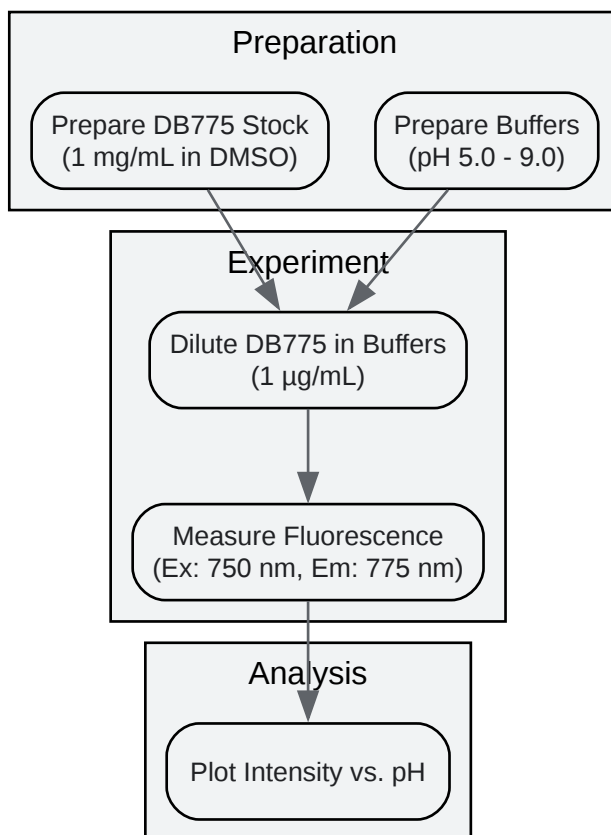 Preparation
Prepare DB775 Stock
(1 mg/mL in DMSO)
Prepare Buffers
(pH 5.0 - 9.0)
Experiment
Dilute DB775 in Buffers
(1 µg/mL)
Measure Fluorescence
(Ex: 750 nm, Em: 775 nm)
Analysis
Plot Intensity vs. pH